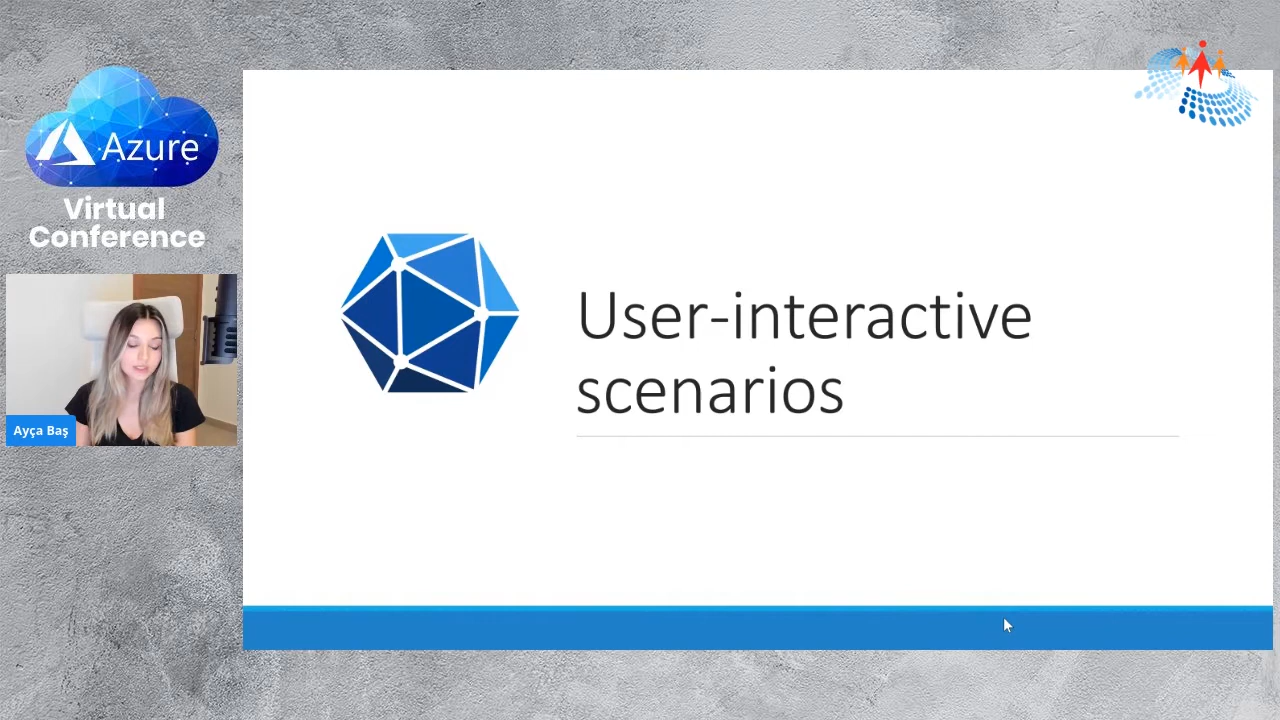 Azure
Virtual
Conference
Ayça Baş
User-interactive
scenarios